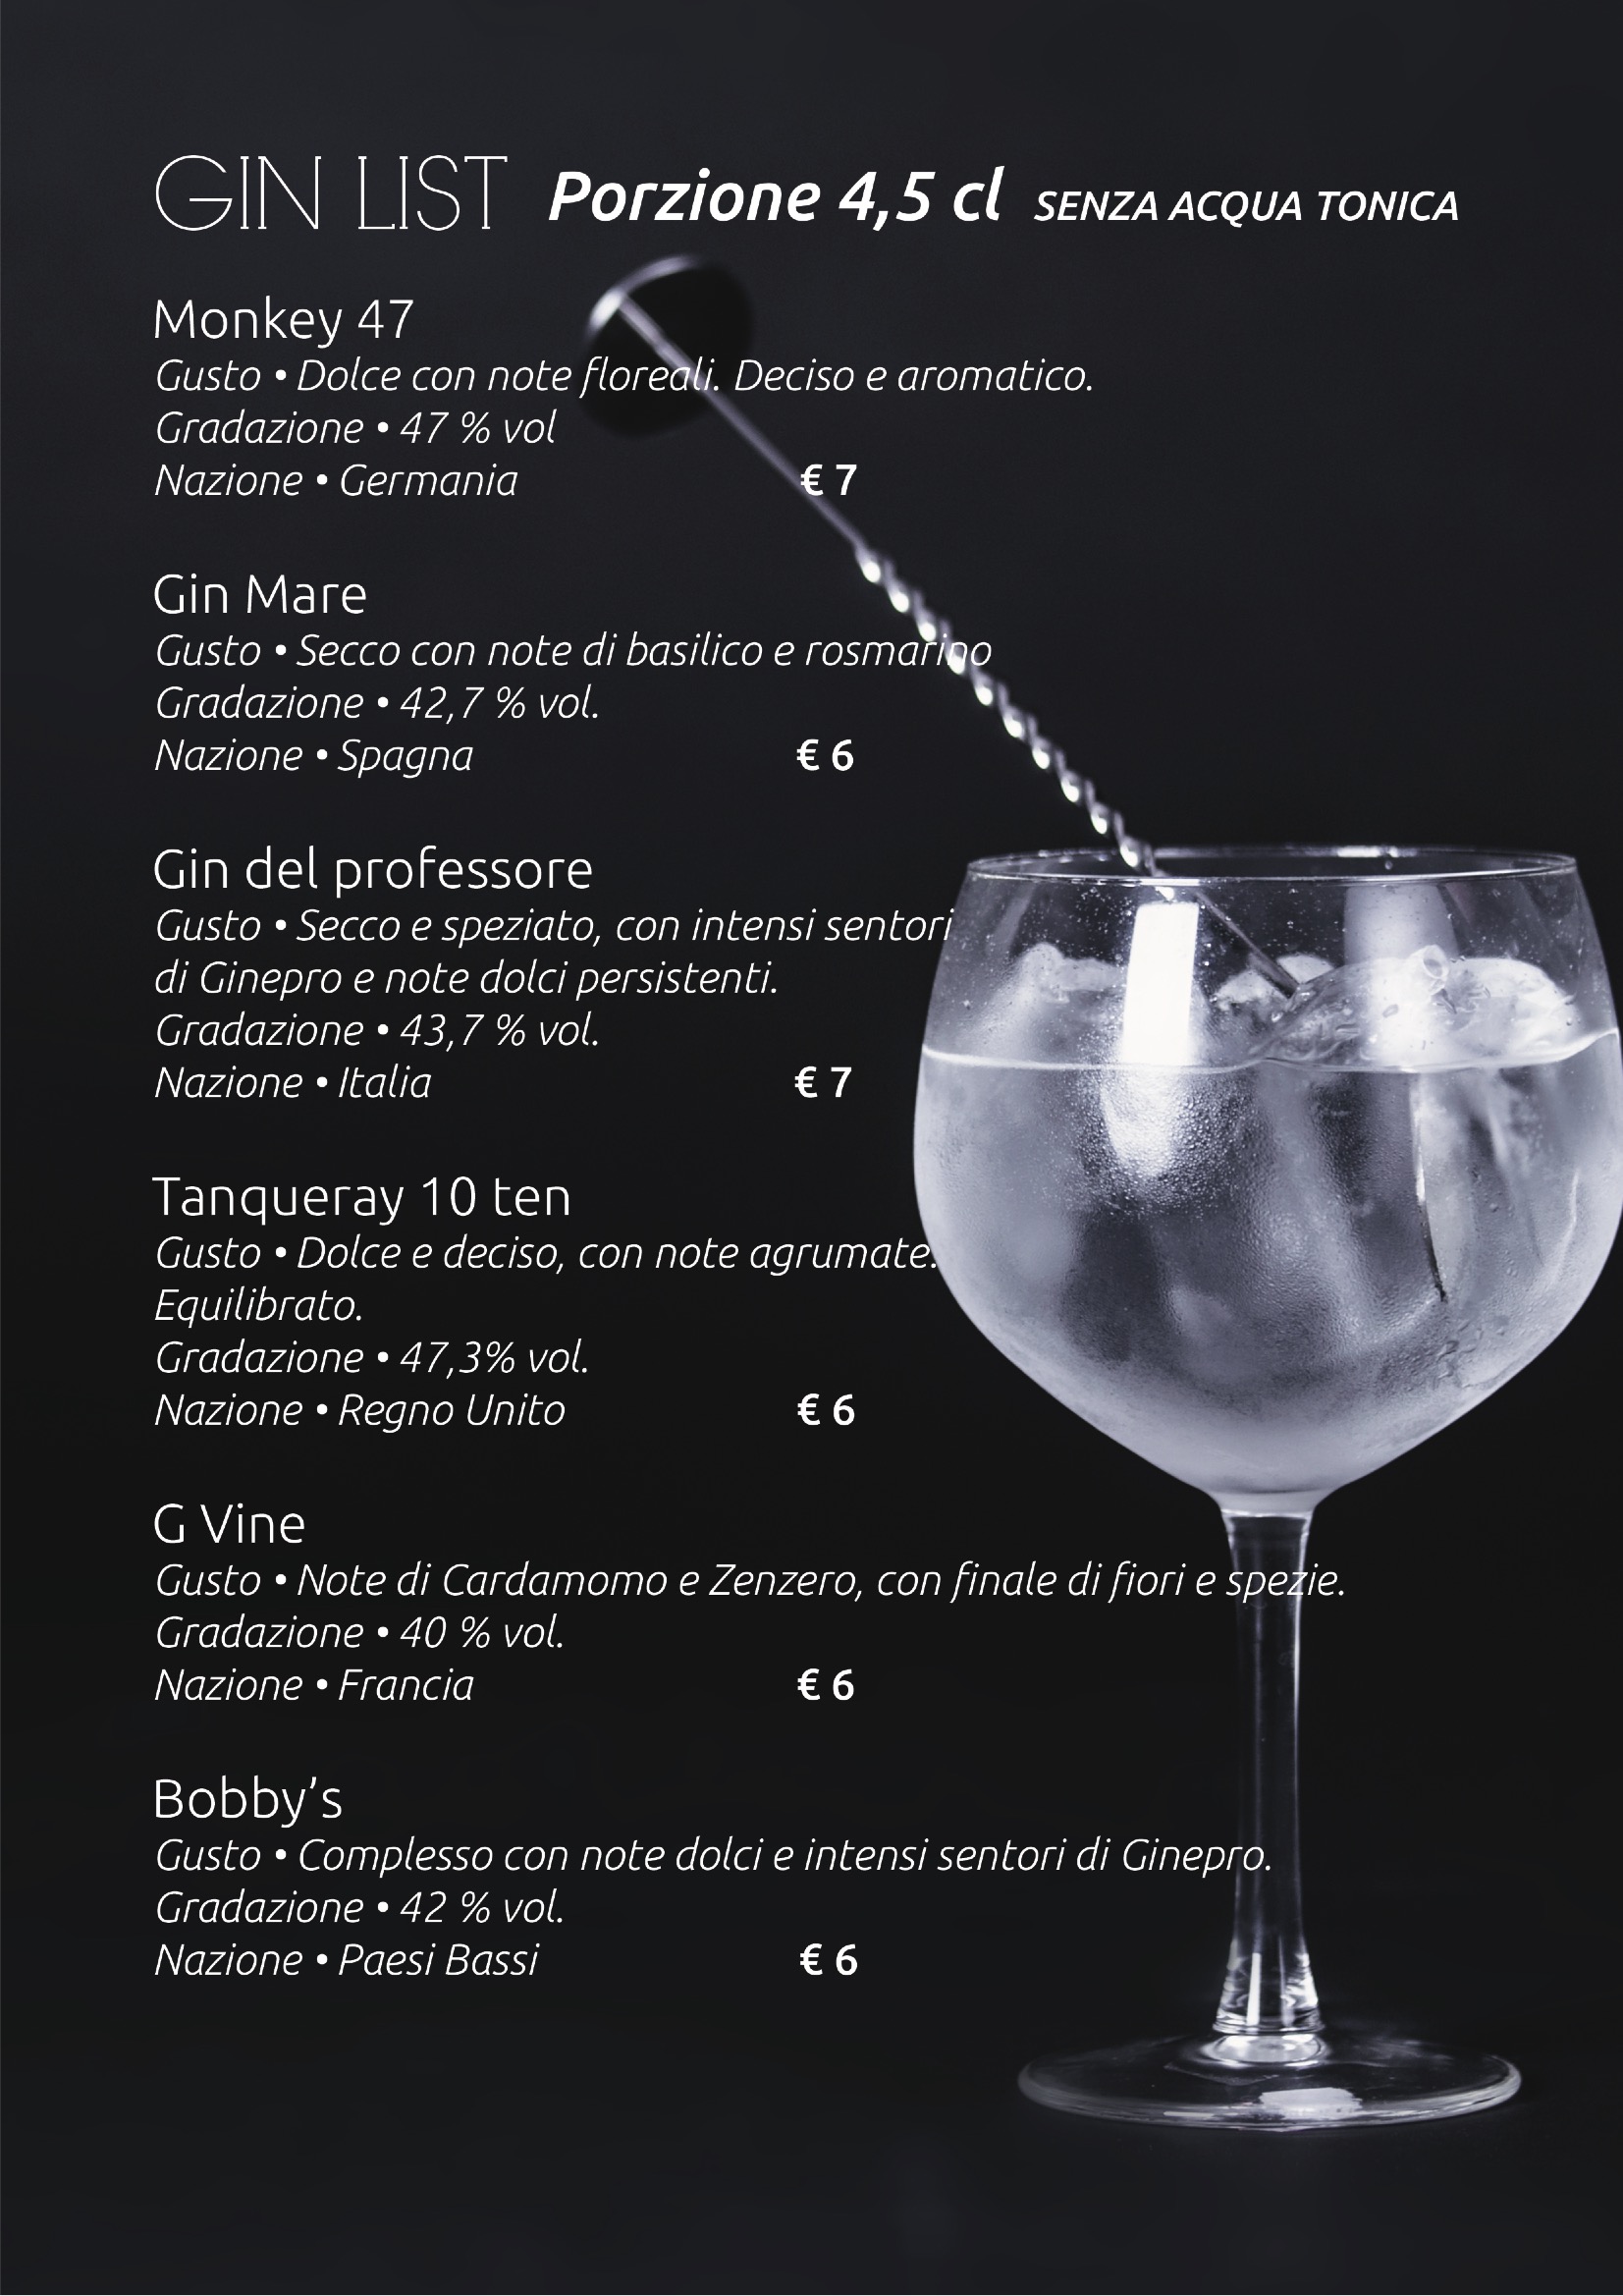 GIN LIST Porzione 4,5 cl SENZA ACQUA TONICA
Monkey 47
Gusto • Dolce con note floreali. Deciso e aromatico.
Gradazione • 47 % vol
Nazione • Germania € 7
Gin Mare
Gusto • Secco con note di basilico e rosmarino
Gradazione • 42,7 % vol.
Nazione • Spagna € 6
Gin del professore
Gusto • Secco e speziato, con intensi sentori
di Ginepro e note dolci persistenti.
Gradazione • 43,7 % vol.
Nazione • Italia € 7
Tanqueray 10 ten
Gusto • Dolce e deciso, con note agrumate.
Equilibrato.
Gradazione • 47,3% vol.
Nazione • Regno Unito € 6
G Vine
Gusto • Note di Cardamomo e Zenzero, con finale di fiori e spezie.
Gradazione • 40 % vol.
Nazione • Francia € 6
Bobby’s
Gusto • Complesso con note dolci e intensi sentori di Ginepro.
Gradazione • 42 % vol.
Nazione • Paesi Bassi € 6